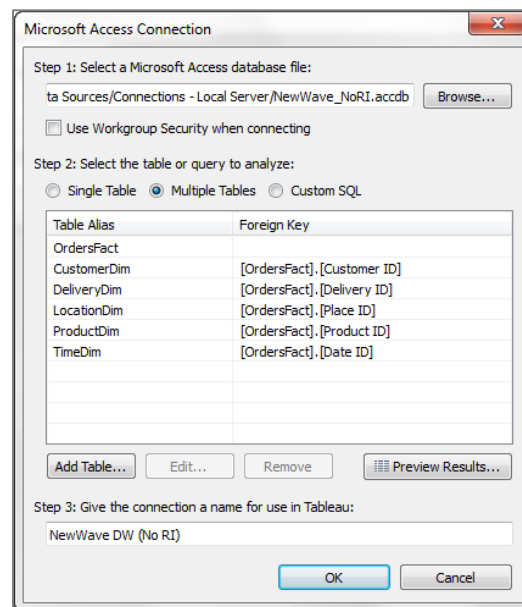 Microsoft Access Connection
Step 1: Select a Microsoft Access database file:
ta Sources/Connections - Local Server/NewWave_NoRI.accdb Browse...
Use Workgroup Security when connecting
Step 2: Select the table or query to analyze:
Single Table Multiple Tables Custom SQL
Table Alias Foreign Key
OrdersFact
CustomerDim [OrdersFact].[Customer ID]
DeliveryDim [OrdersFact].[Delivery ID]
LocationDim [OrdersFact].[Place ID]
ProductDim [OrdersFact].[Product ID]
TimeDim [OrdersFact].[Date ID]
Add Table... Edit... Remove Preview Results...
Step 3: Give the connection a name for use in Tableau:
NewWave DW (No RI)
OK Cancel